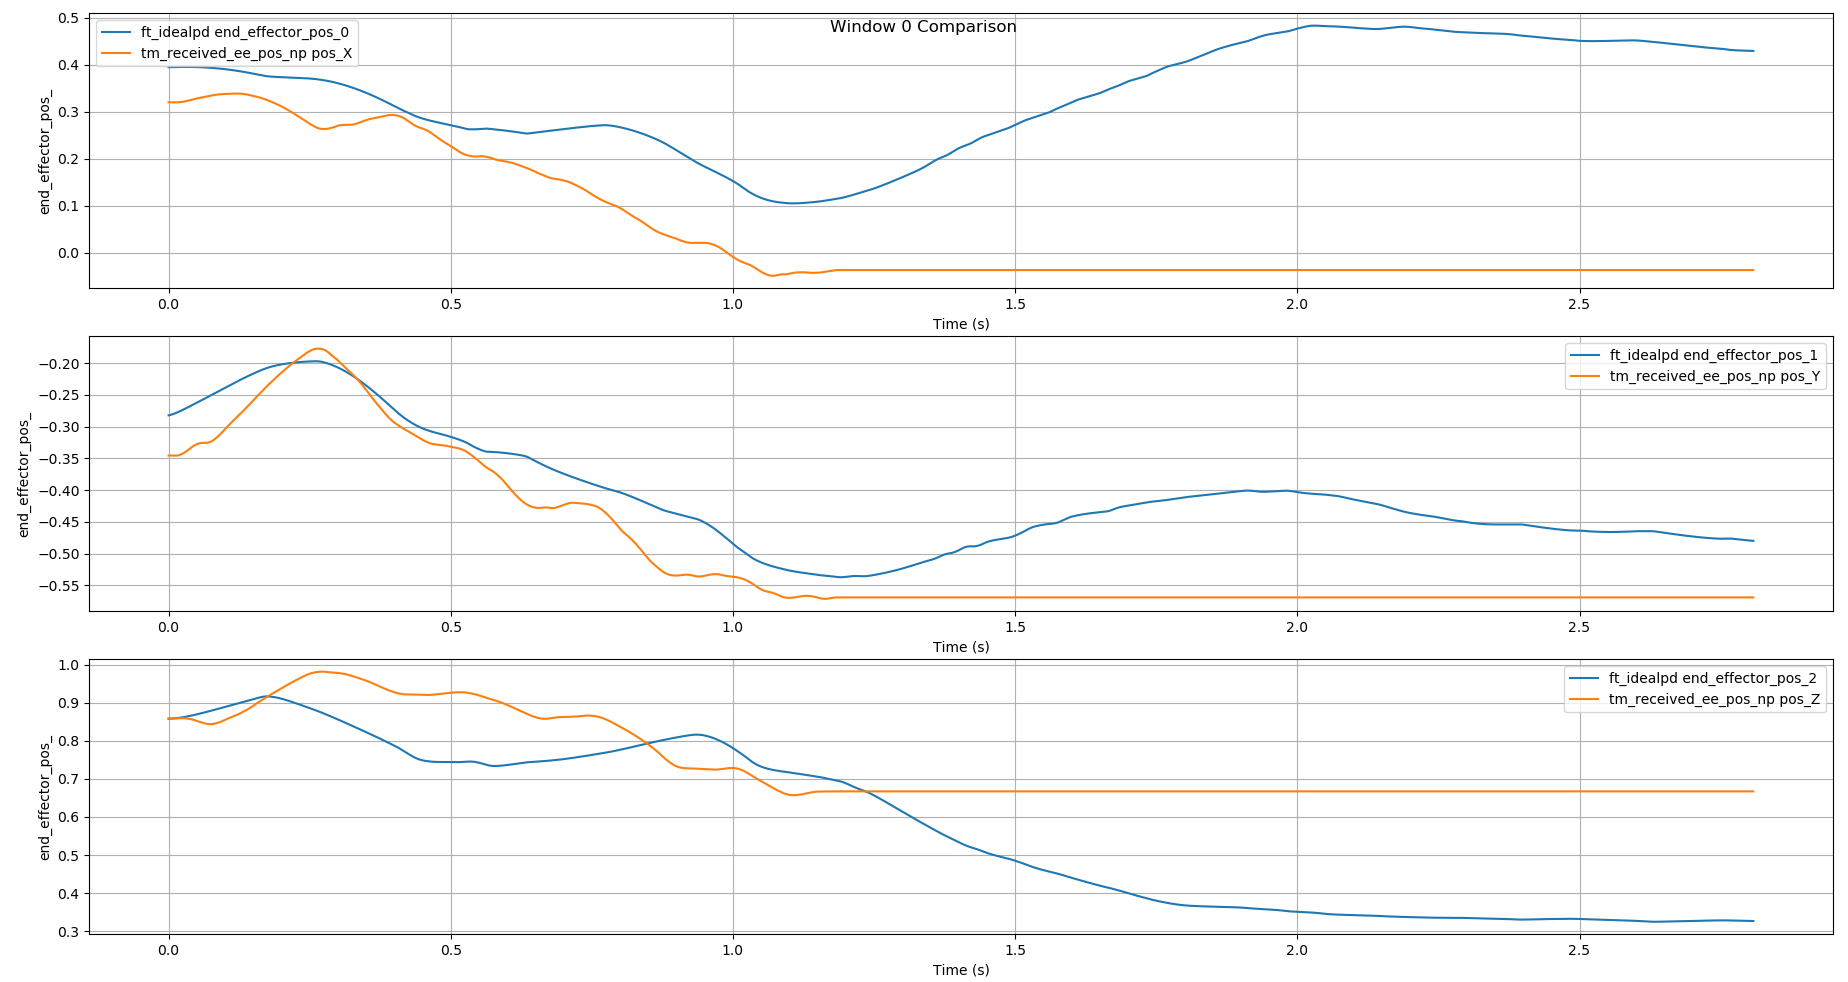 Window 0 Comparison
ft_idealpd end_effector_pos_0
tm_received_ee_pos_np pos_X
end_effector_pos_
0.5
0.4
0.3
0.2
0.1
0.0
0.0 0.5 1.0 1.5 2.0 2.5
Time (s)
ft_idealpd end_effector_pos_1
tm_received_ee_pos_np pos_Y
end_effector_pos_
−0.20
−0.25
−0.30
−0.35
−0.40
−0.45
−0.50
−0.55
0.0 0.5 1.0 1.5 2.0 2.5
Time (s)
ft_idealpd end_effector_pos_2
tm_received_ee_pos_np pos_Z
end_effector_pos_
1.0
0.9
0.8
0.7
0.6
0.5
0.4
0.3
0.0 0.5 1.0 1.5 2.0 2.5
Time (s)